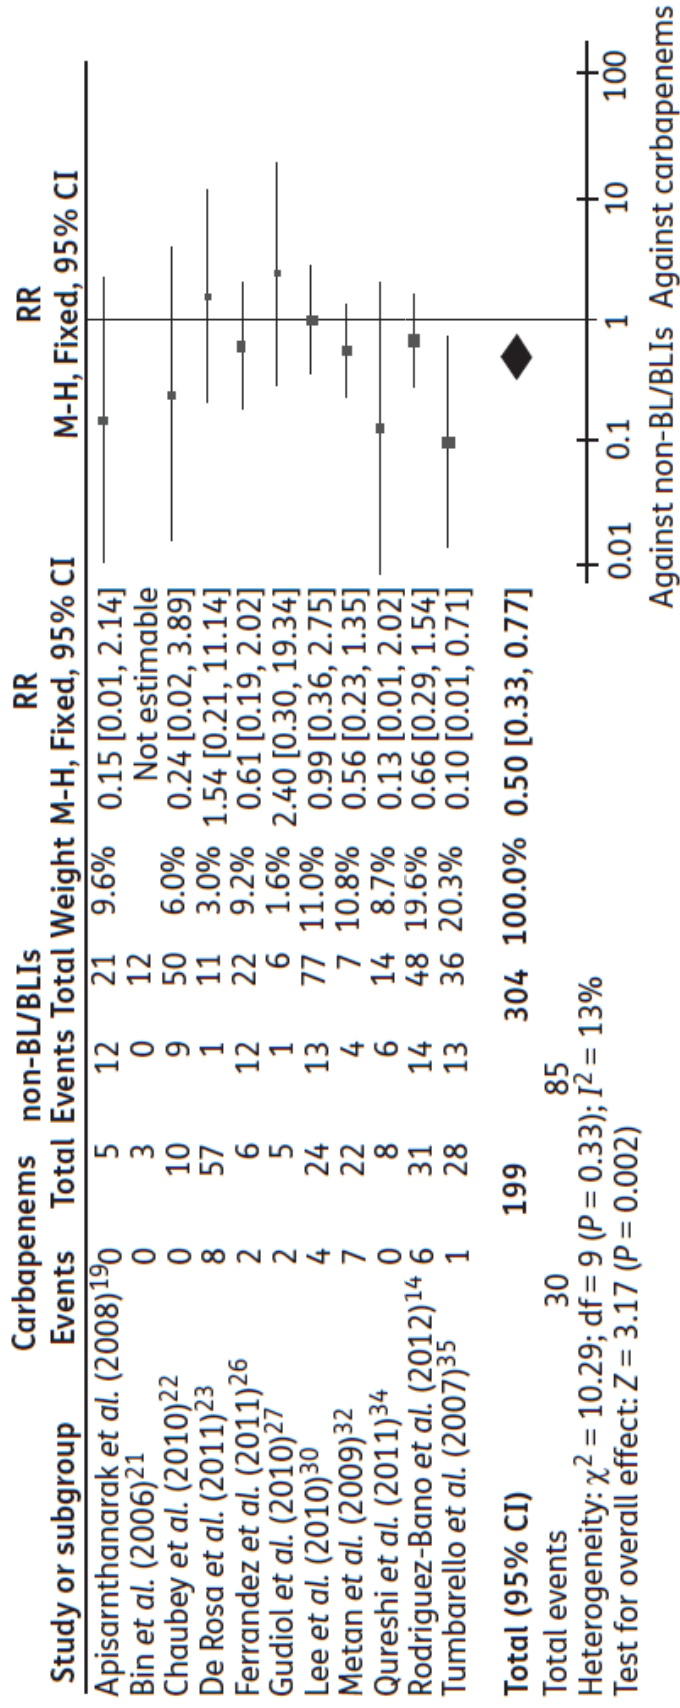 Carbapenems non-BL/BLIs RR RR
Study or subgroup Events Total Events Total Weight M-H, Fixed, 95% CI M-H, Fixed, 95% CI
Apisarnthanarak et al. (2008)19 0 5 12 21 9.6% 0.15 [0.01, 2.14]
Bin et al. (2006)21 0 3 0 12 Not estimable
Chaubey et al. (2010)22 0 10 9 50 6.0% 0.24 [0.02, 3.89]
De Rosa et al. (2011)23 8 57 1 11 3.0% 1.54 [0.21, 11.14]
Ferrandez et al. (2011)26 2 6 12 22 9.2% 0.61 [0.19, 2.02]
Gudiol et al. (2010)27 2 5 1 6 1.6% 2.40 [0.30, 19.34]
Lee et al. (2010)30 4 24 13 77 11.0% 0.99 [0.36, 2.75]
Metan et al. (2009)32 7 22 4 7 10.8% 0.56 [0.23, 1.35]
Qureshi et al. (2011)34 0 8 6 14 8.7% 0.13 [0.01, 2.02]
Rodriguez-Bano et al. (2012)14 6 31 14 48 19.6% 0.66 [0.29, 1.54]
Tumbarello et al. (2007)35 1 28 13 36 20.3% 0.10 [0.01, 0.71]
Total (95% CI) 199 304 100.0% 0.50 [0.33, 0.77]
Total events 30 85
Heterogeneity: χ2 = 10.29; df = 9 (P = 0.33); I2 = 13%
Test for overall effect: Z = 3.17 (P = 0.002)
0.01 0.1 1 10 100
Against non-BL/BLIs Against carbapenems